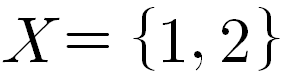 X = {1, 2}